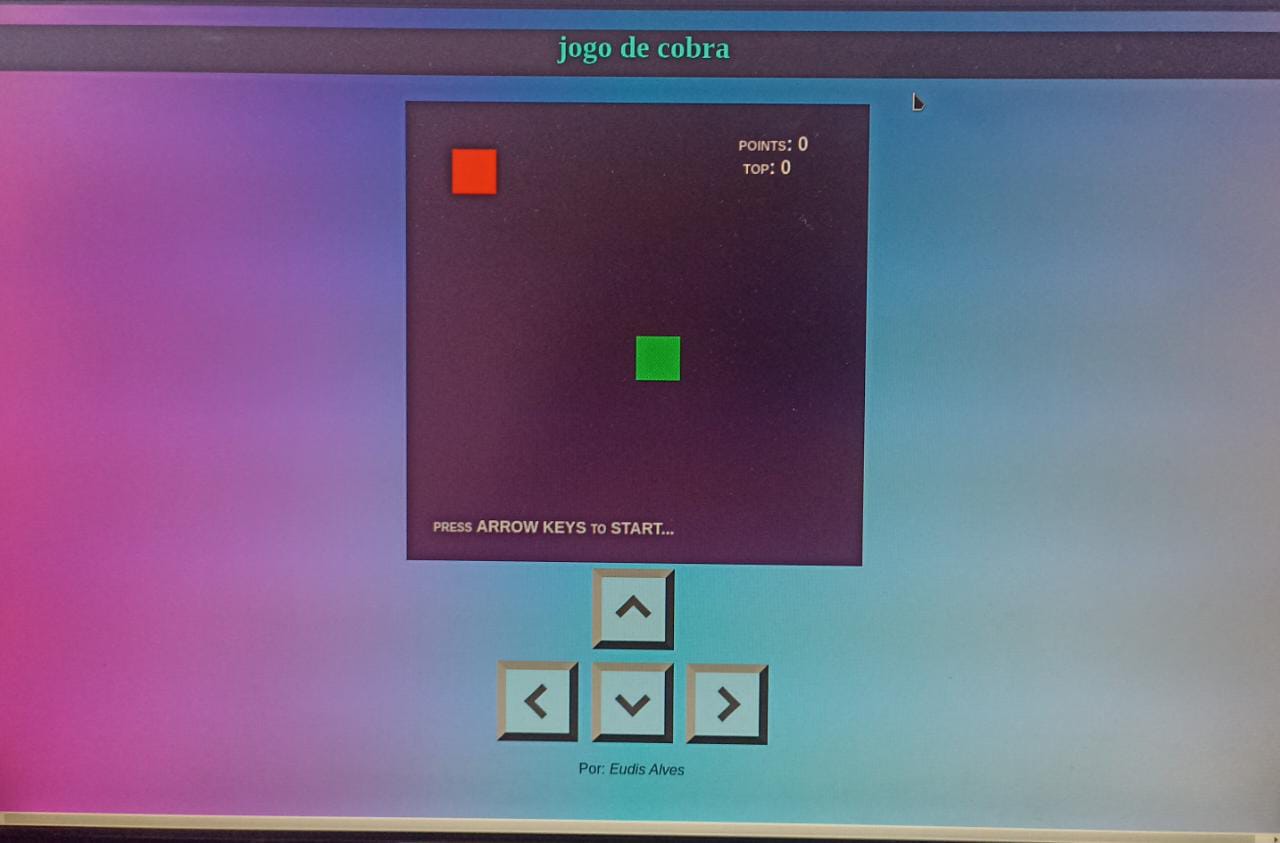 jogo de cobra
POINTS: 0
TOP: 0
PRESS ARROW KEYS TO START...
Por: Eudis Alves